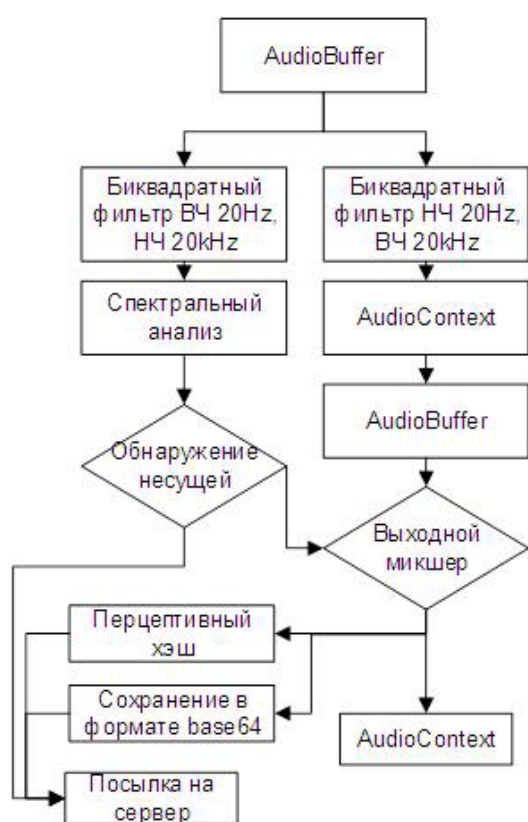 AudioBuffer
Биквадратный
фильтр ВЧ 20Hz,
НЧ 20kHz
Биквадратный
фильтр НЧ 20Hz,
ВЧ 20kHz
Спектральный
анализ
AudioContext
AudioBuffer
Обнаружение
несущей
Выходной
микшер
Перцептивный
хэш
Сохранение в
формате base64
AudioContext
Посылка на
сервер